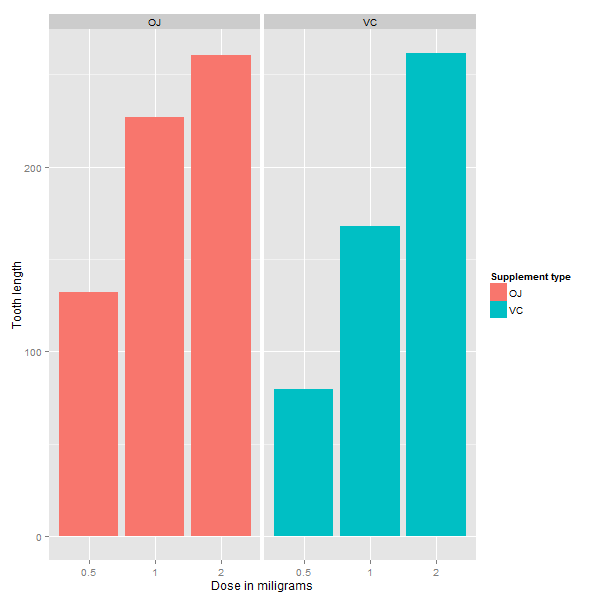 OJ VC
200
100
0
Tooth length
0.5 1 2 0.5 1 2
Dose in miligrams
Supplement type
OJ
VC